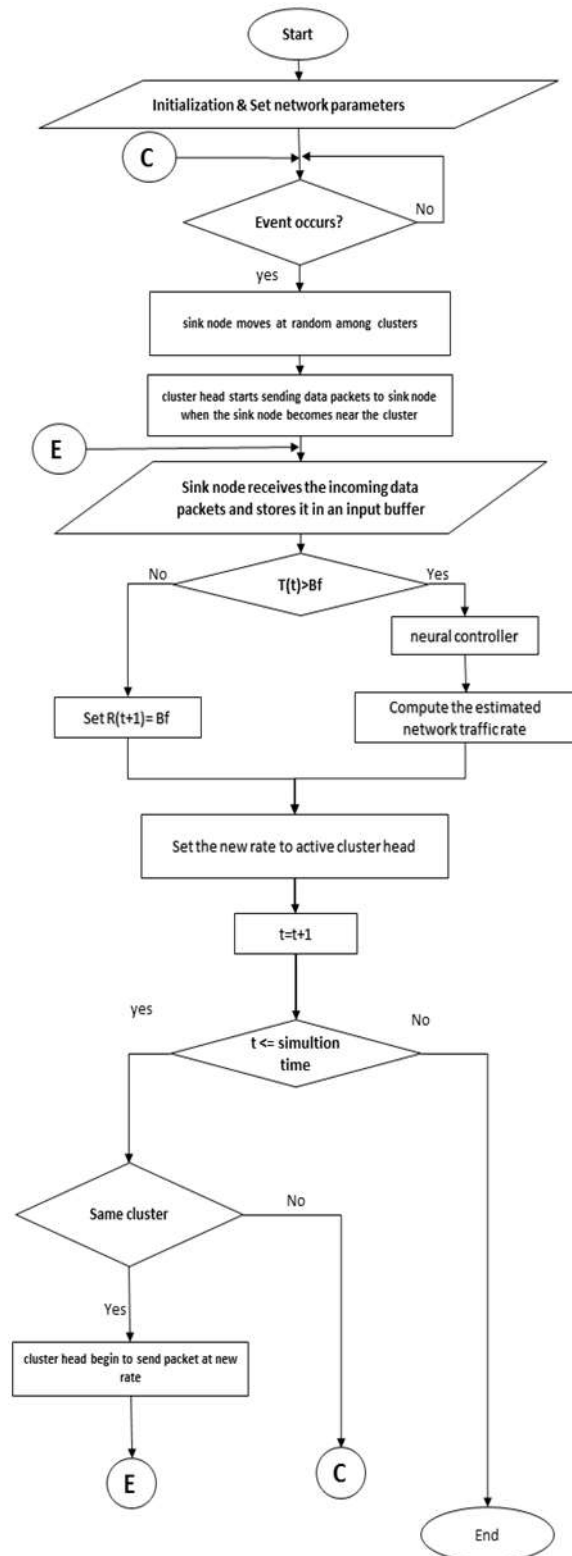 Start
Initialization & Set network parameters
C
Event occurs?
No
yes
sink node moves at random among clusters
cluster head starts sending data packets to sink node
when the sink node becomes near the cluster
E
Sink node receives the incoming data
packets and stores it in an input buffer
No
T(t)>Bf
Yes
neural controller
Set R(t+1)= Bf
Compute the estimated
network traffic rate
Set the new rate to active cluster head
t=t+1
yes
No
t <= simultion
time
Same cluster
No
Yes
cluster head begin to send packet at new
rate
E
C
End